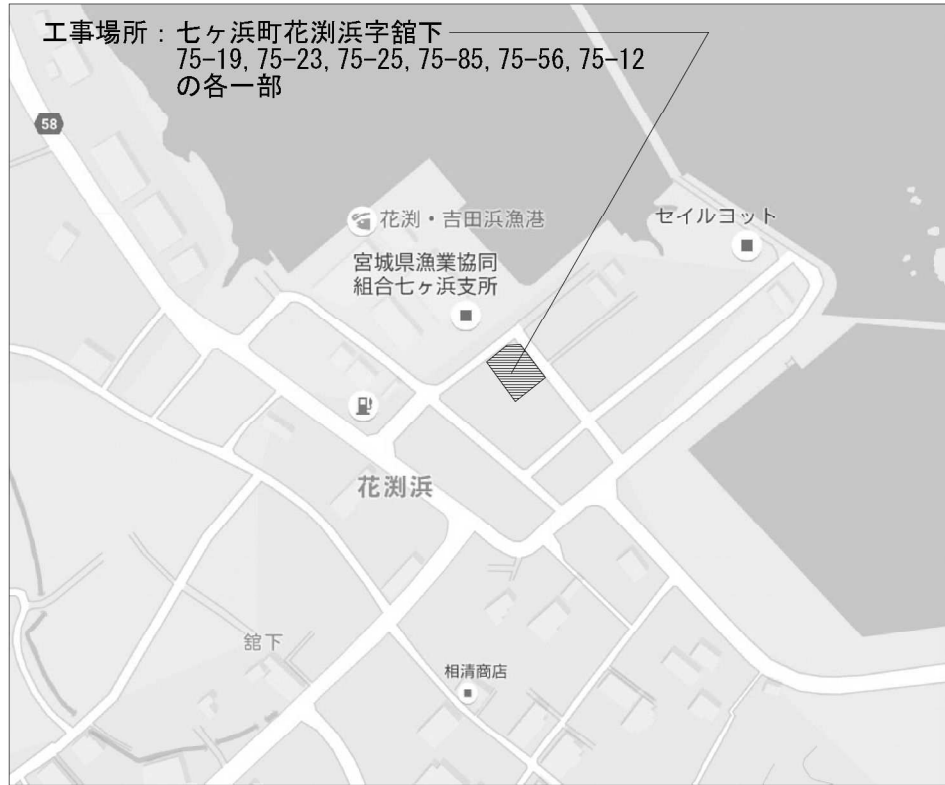 工事場所：七ヶ浜町花渕浜字舘下
75-19, 75-23, 75-25, 75-85, 75-56, 75-12
の各一部
58
花渕・吉田浜漁港
セイルヨット
宮城県漁業協同
組合七ヶ浜支所
花渕浜
舘下
相清商店